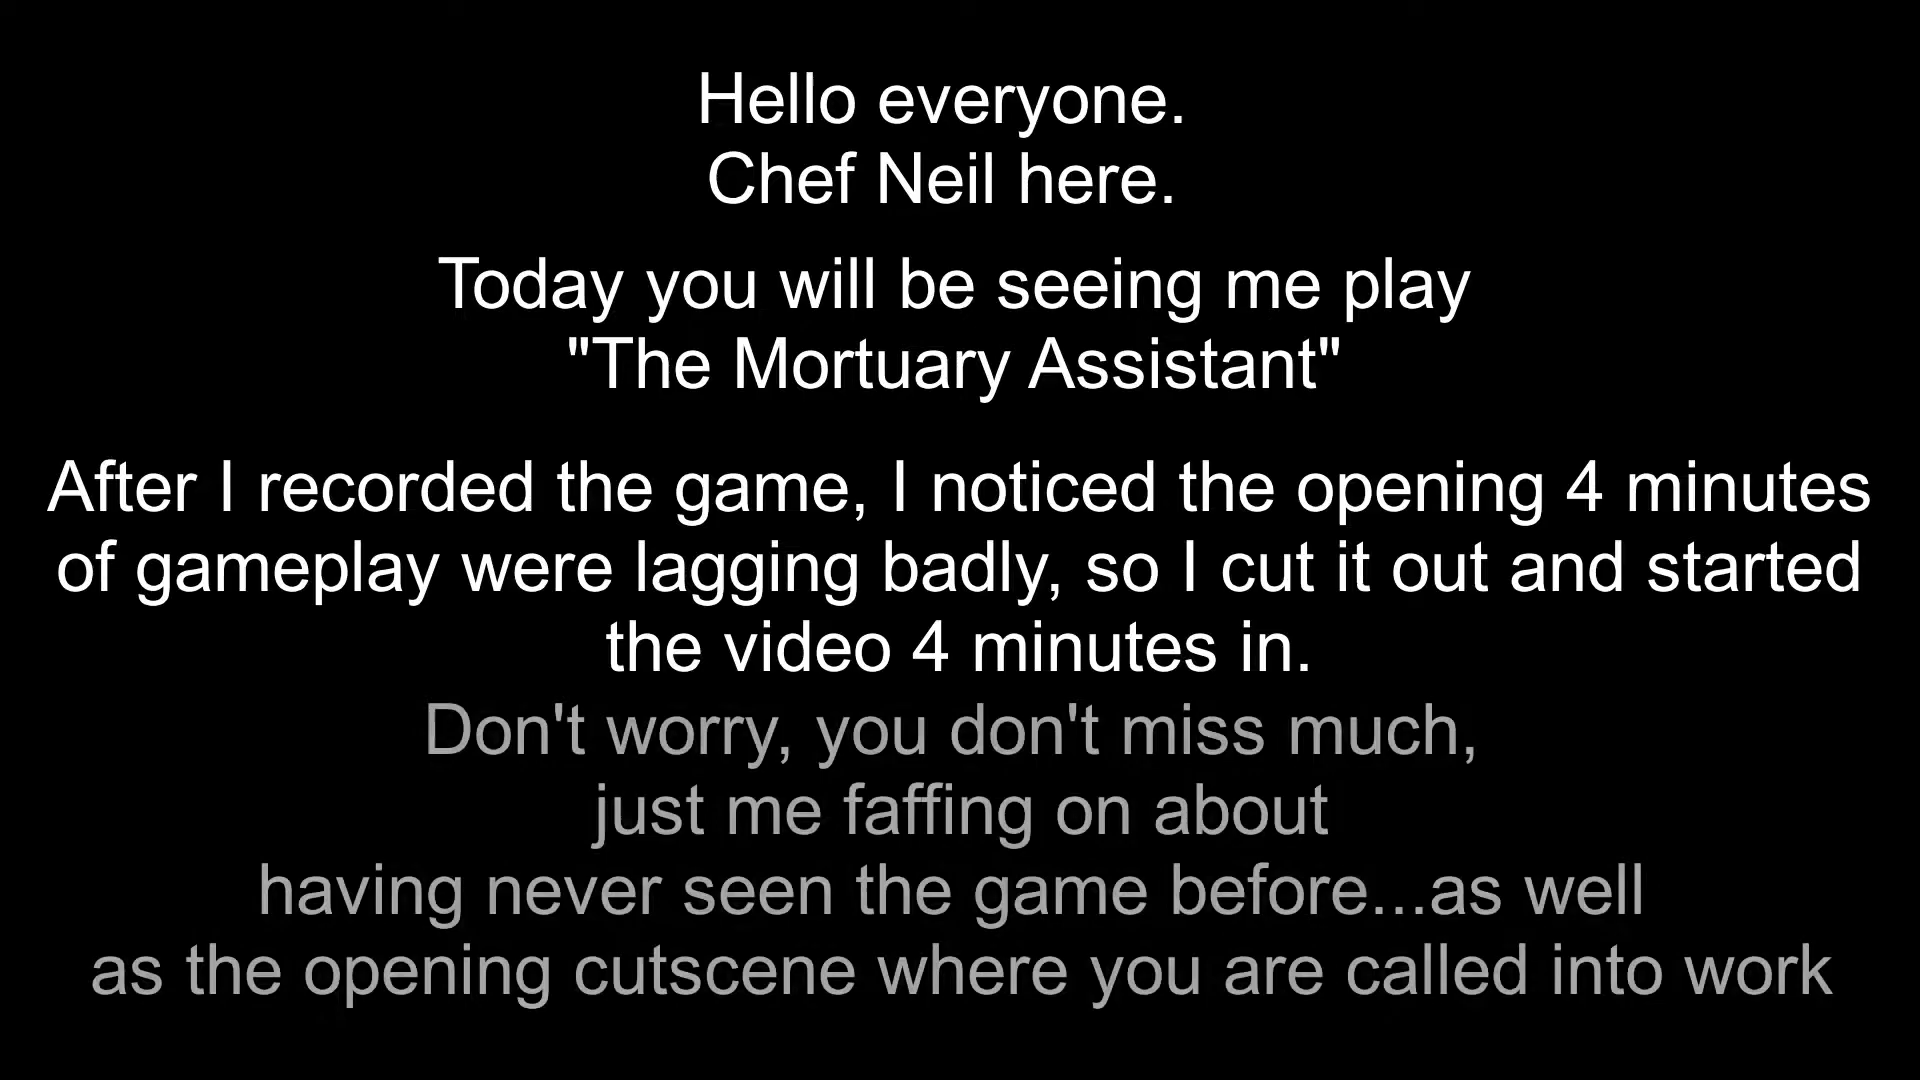 Hello everyone.
Chef Neil here.
Today you will be seeing me play
"The Mortuary Assistant"
After I recorded the game, I noticed the opening 4 minutes
of gameplay were lagging badly, so I cut it out and started
the video 4 minutes in.
Don't worry, you don't miss much,
just me faffing on about
having never seen the game before...as well
as the opening cutscene where you are called into work